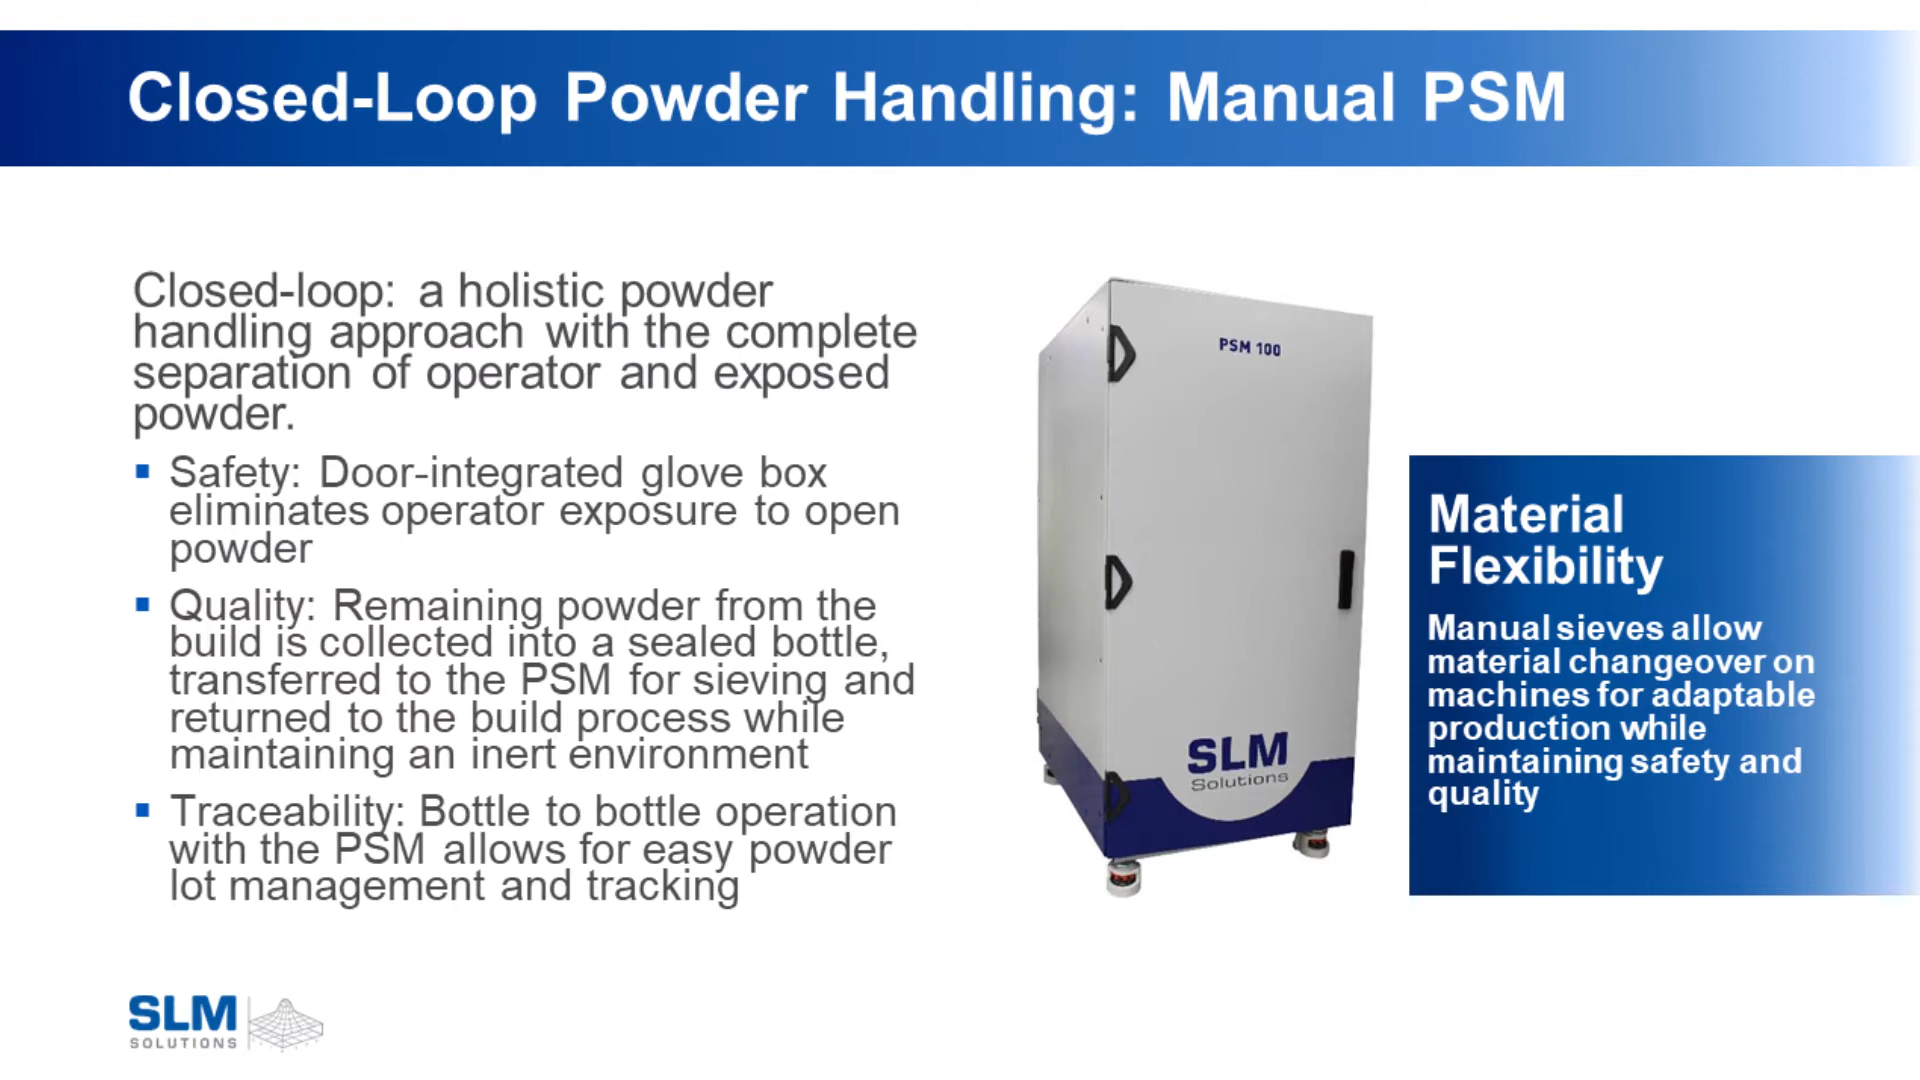 Closed-Loop Powder Handling: Manual PSM
Closed-loop: a holistic powder
handling approach with the complete
separation of operator and exposed
powder.
Safety: Door-integrated glove box
eliminates operator exposure to open
powder
Quality: Remaining powder from the
build is collected into a sealed bottle,
transferred to the PSM for sieving and
returned to the build process while
maintaining an inert environment
Traceability: Bottle to bottle operation
with the PSM allows for easy powder
lot management and tracking
PSM 100
SLM
Solutions
Material
Flexibility
Manual sieves allow
material changeover on
machines for adaptable
production while
maintaining safety and
quality
SLM
SOLUTIONS